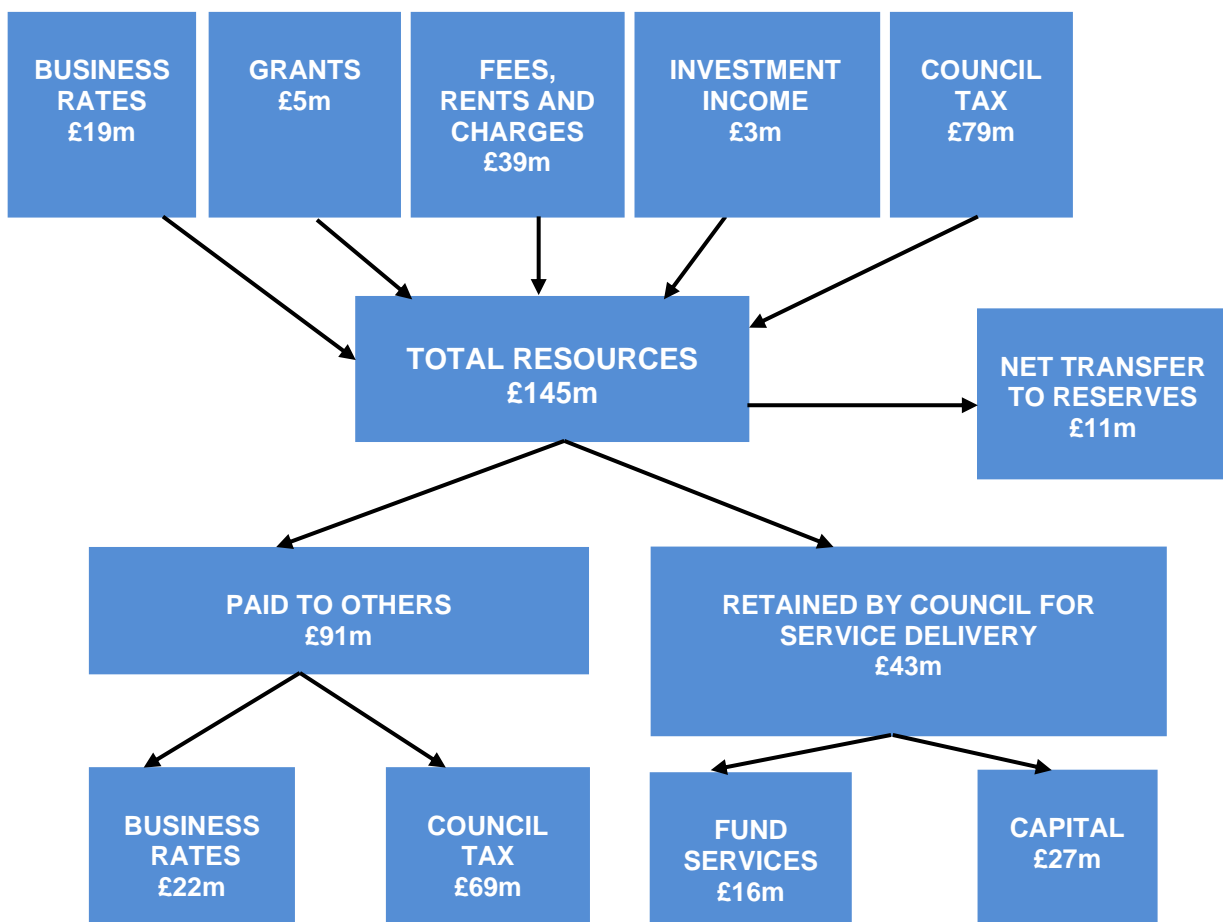 BUSINESS
RATES
£19m
GRANTS
£5m
FEES,
RENTS AND
CHARGES
£39m
INVESTMENT
INCOME
£3m
COUNCIL
TAX
£79m
TOTAL RESOURCES
£145m
NET TRANSFER
TO RESERVES
£11m
PAID TO OTHERS
£91m
RETAINED BY COUNCIL FOR
SERVICE DELIVERY
£43m
BUSINESS
RATES
£22m
COUNCIL
TAX
£69m
FUND
SERVICES
£16m
CAPITAL
£27m